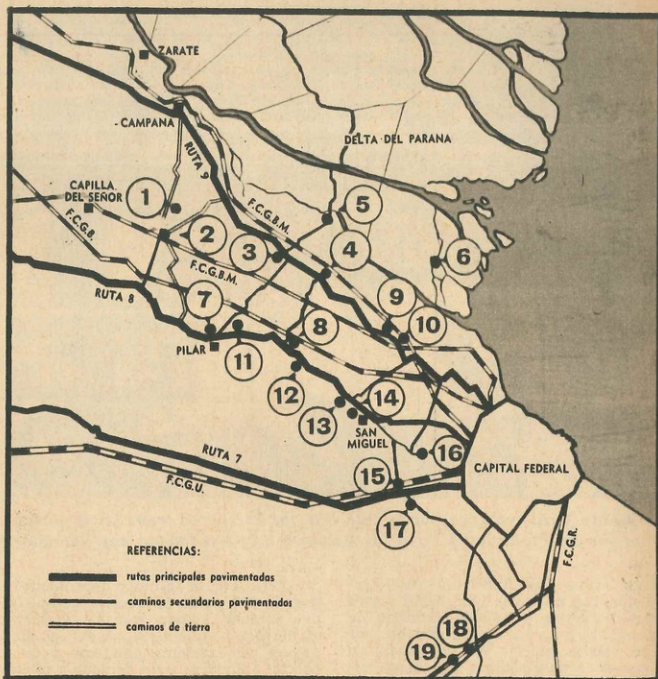 ZARATE
CAMPANA
DELTA DEL PARANA
RUTA 9
CAPILLA
DEL SEÑOR
1
F.C.G.B.M.
5
F.C.G.B.
2
3
4
6
F.C.G.B.M.
RUTA 8
7
8
9
10
PILAR
11
12
14
13
SAN
MIGUEL
RUTA 7
16
15
CAPITAL FEDERAL
F.C.G.U.
17
F.C.G.R.
REFERENCIAS:
rutas principales pavimentadas
caminos secundarios pavimentados
caminos de tierra
18
19